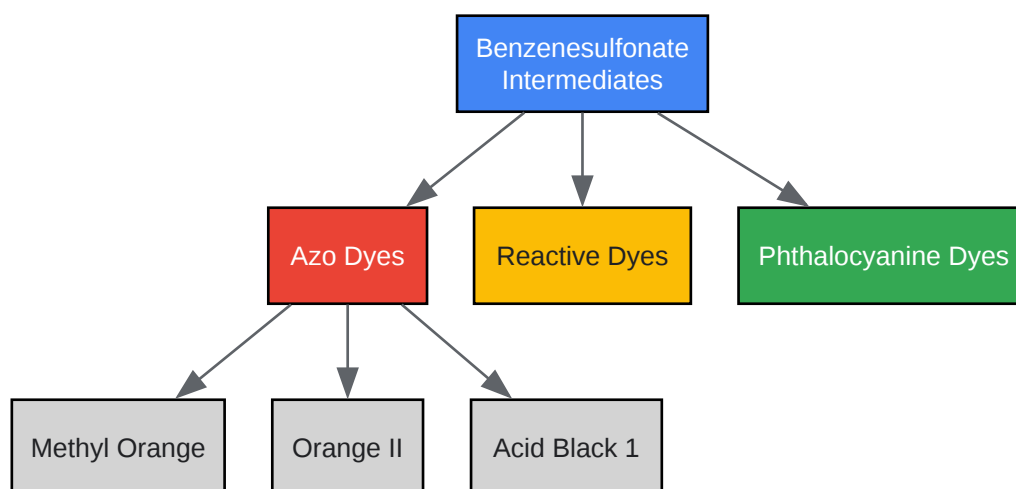 Benzenesulfonate
Intermediates
Azo Dyes
Reactive Dyes
Phthalocyanine Dyes
Methyl Orange
Orange II
Acid Black 1